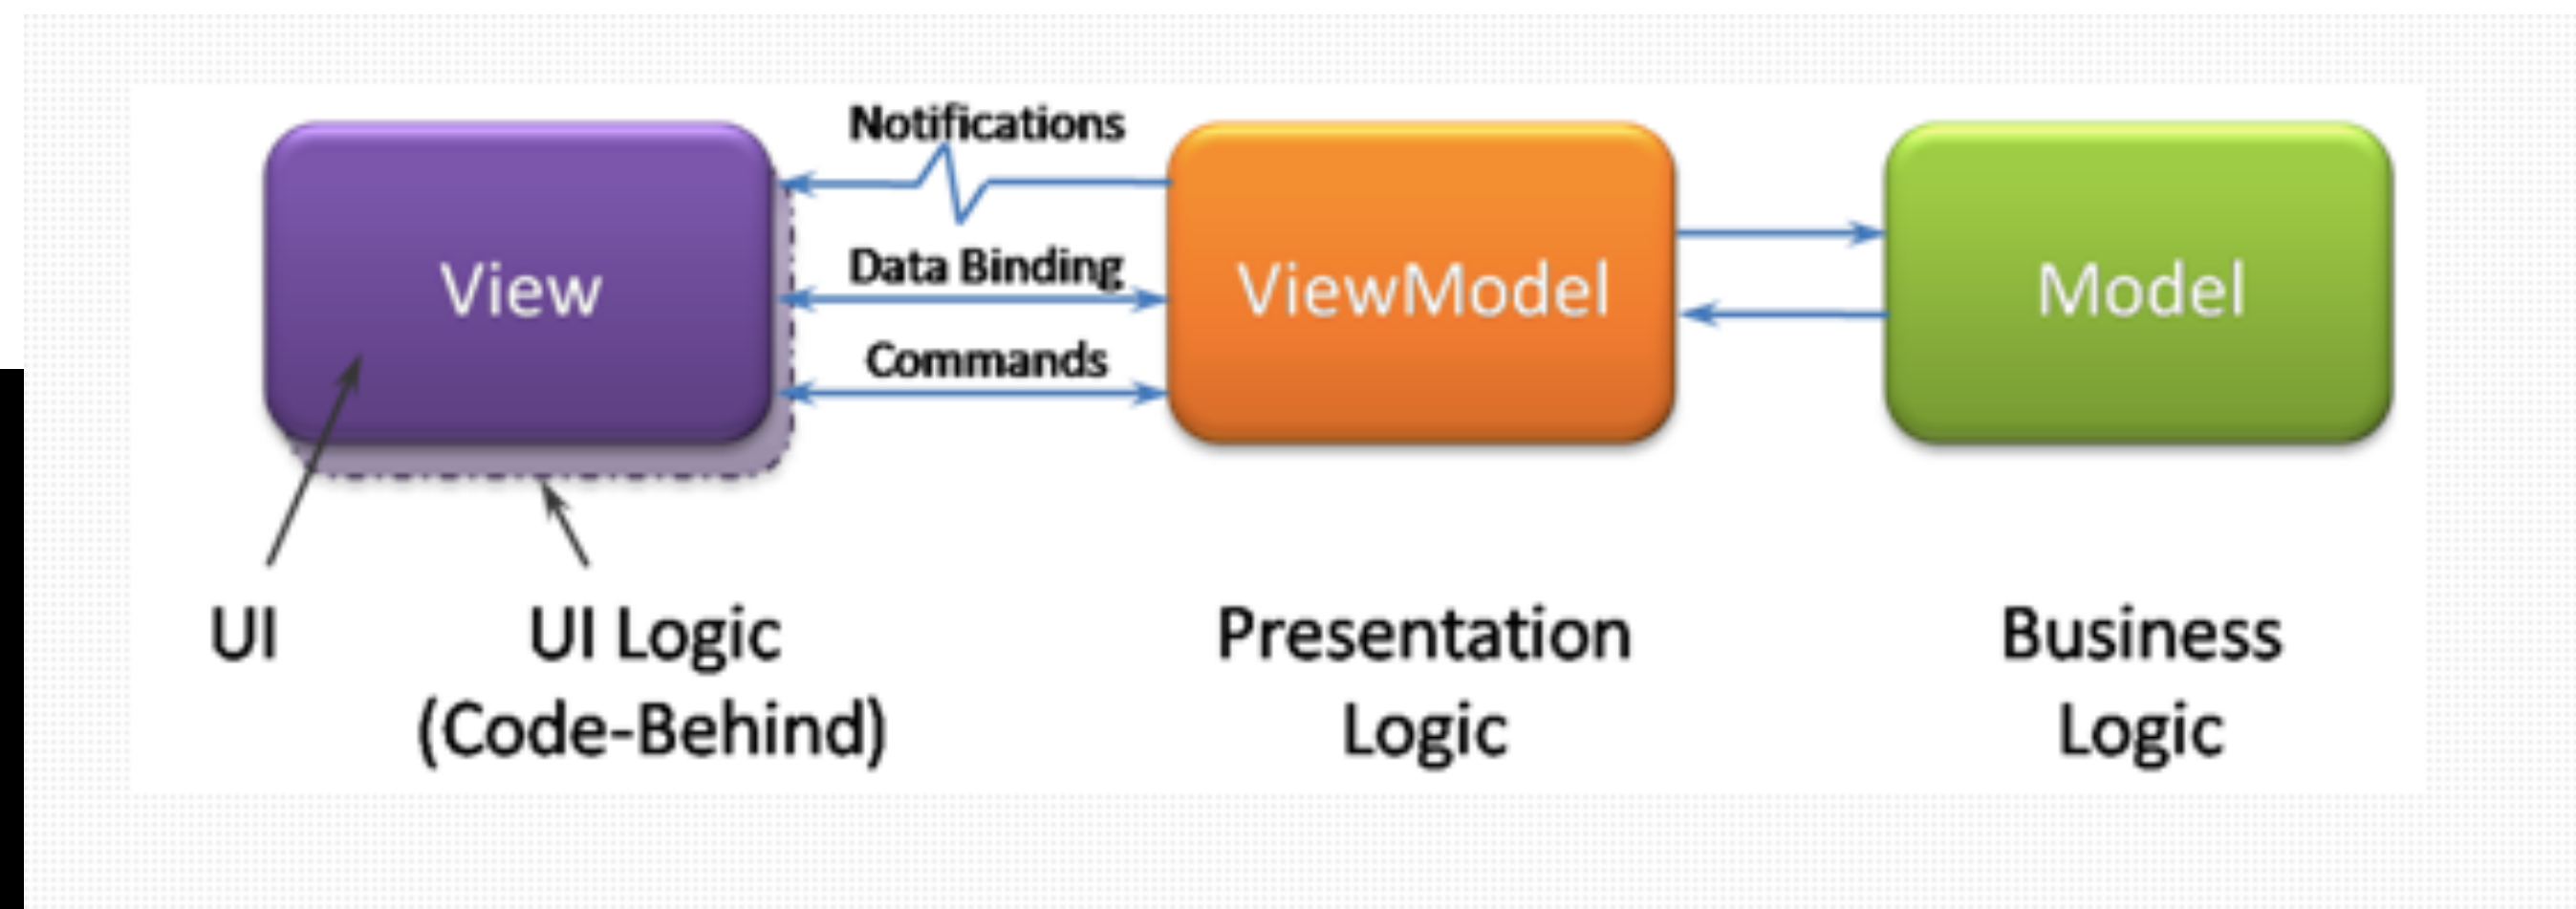 Notifications
View
Data Binding
ViewModel
Model
Commands
UI
UI Logic
(Code-Behind)
Presentation
Logic
Business
Logic